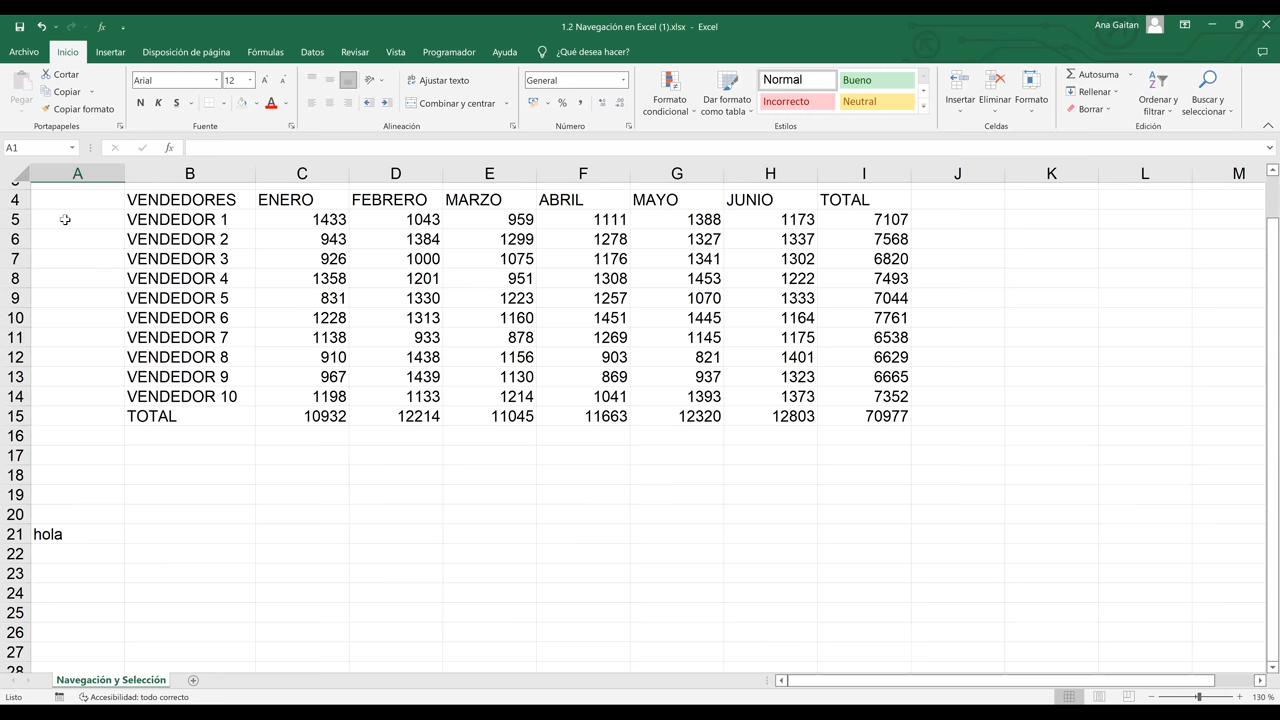 1.2 Navegación en Excel (1).xlsx - Excel
Ana Gaitan
Archivo Inicio Insertar Disposición de página Fórmulas Datos Revisar Vista Programador Ayuda ¿Qué desea hacer?
Pegar
Cortar
Copiar
Copiar formato
Portapapeles
Arial 12
N K S
Fuente
Ajustar texto
Combinar y centrar
Alineación
General
Número
Formato condicional
Dar formato como tabla
Normal Bueno
Incorrecto Neutral
Estilos
Insertar Eliminar Formato
Celdas
Autosuma
Rellenar
Borrar
Ordenar y filtrar
Buscar y seleccionar
Edición
A1 fx
A B C D E F G H I J K L M
4 VENDEDORES ENERO FEBRERO MARZO ABRIL MAYO JUNIO TOTAL
5 VENDEDOR 1 1433 1043 959 1111 1388 1173 7107
6 VENDEDOR 2 943 1384 1299 1278 1327 1337 7568
7 VENDEDOR 3 926 1000 1075 1176 1341 1302 6820
8 VENDEDOR 4 1358 1201 951 1308 1453 1222 7493
9 VENDEDOR 5 831 1330 1223 1257 1070 1333 7044
10 VENDEDOR 6 1228 1313 1160 1451 1445 1164 7761
11 VENDEDOR 7 1138 933 878 1269 1145 1175 6538
12 VENDEDOR 8 910 1438 1156 903 821 1401 6629
13 VENDEDOR 9 967 1439 1130 869 937 1323 6665
14 VENDEDOR 10 1198 1133 1214 1041 1393 1373 7352
15 TOTAL 10932 12214 11045 11663 12320 12803 70977
16
17
18
19
20
21 hola
22
23
24
25
26
27
28
Navegación y Selección
Listo Accesibilidad: todo correcto 130 %